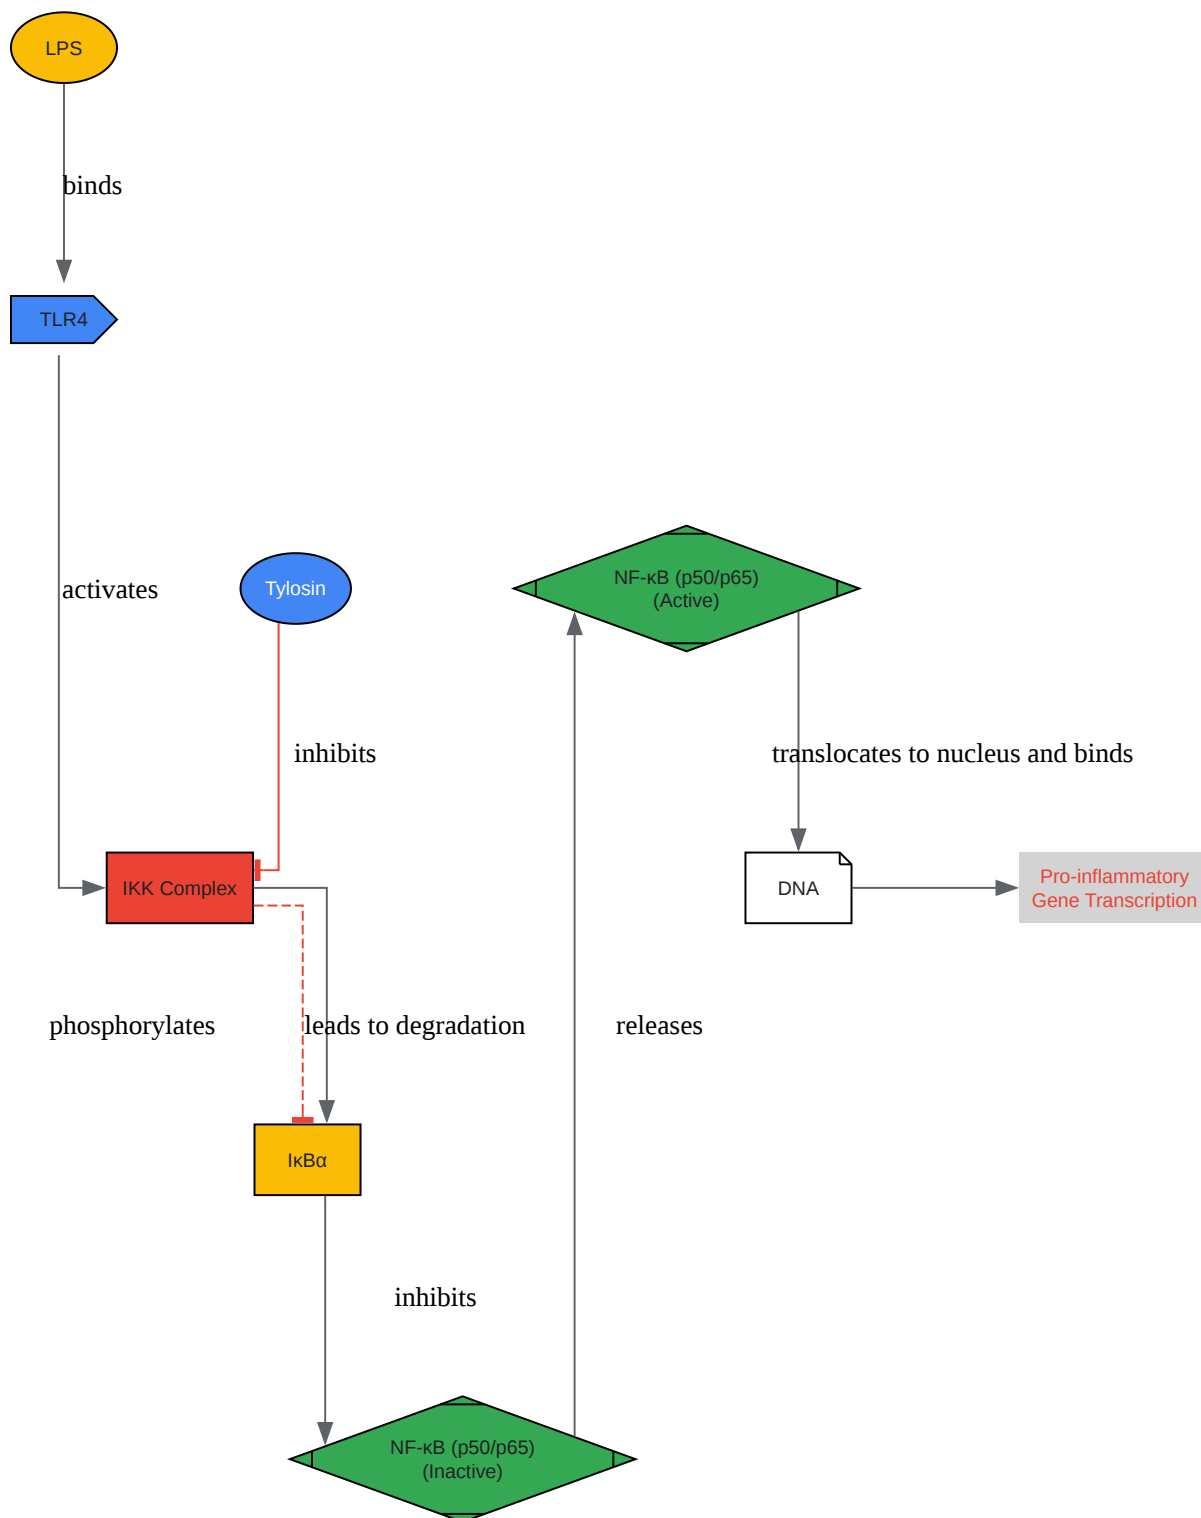 LPS
binds
TLR4
activates
Tylosin
NF-κB (p50/p65)
(Active)
inhibits
translocates to nucleus and binds
IKK Complex
DNA
Pro-inflammatory
Gene Transcription
phosphorylates
leads to degradation
releases
IκBα
inhibits
NF-κB (p50/p65)
(Inactive)